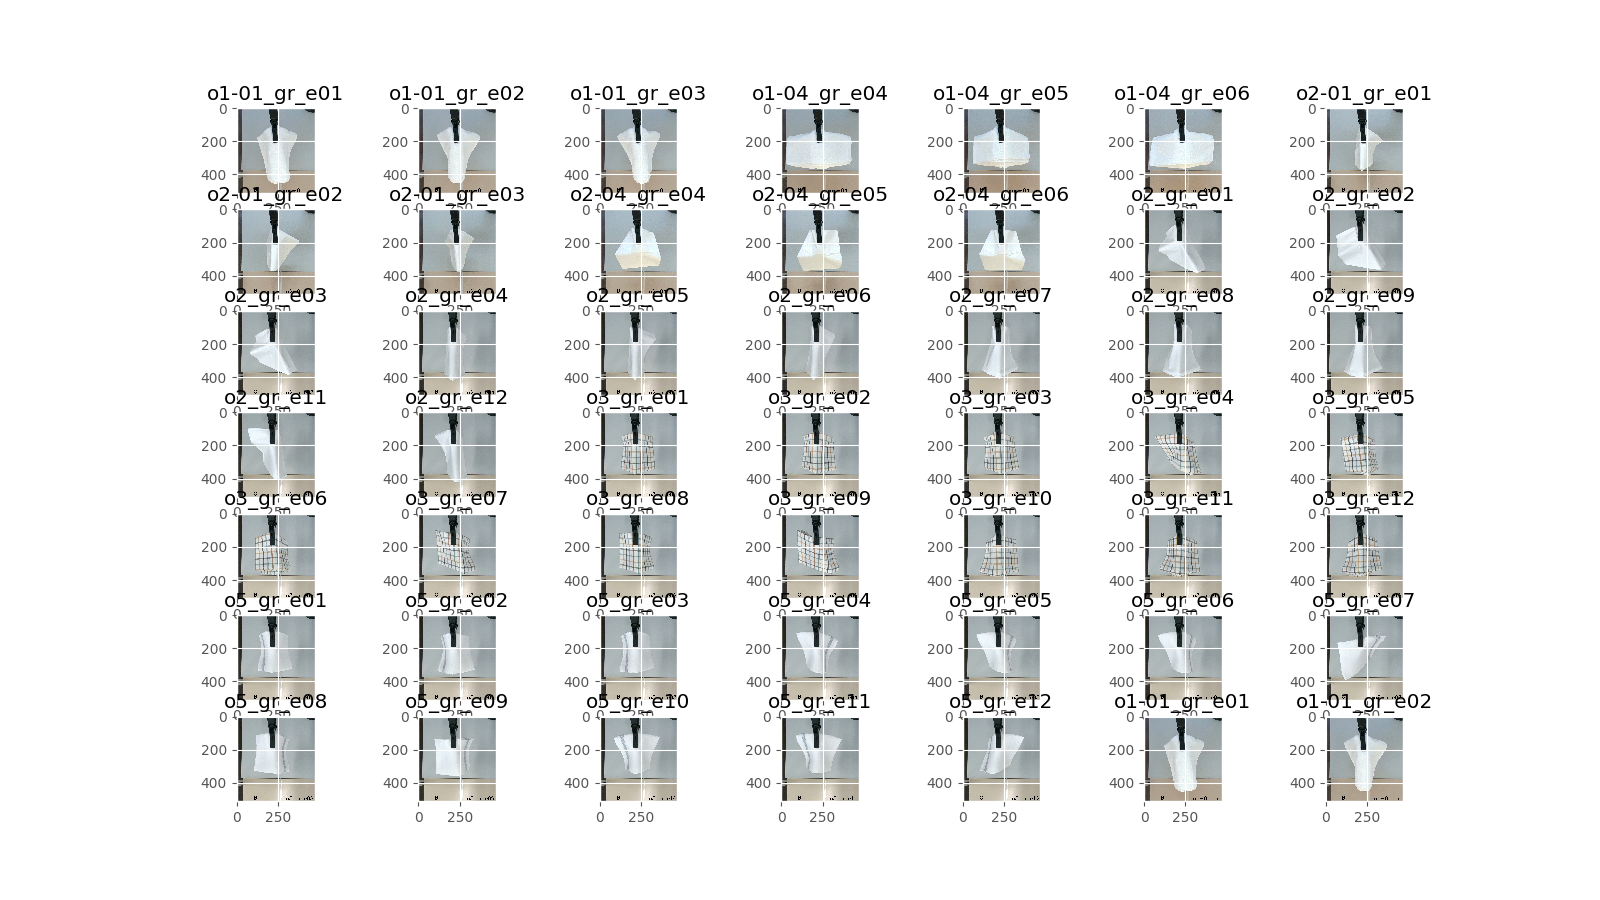 o1-01_gr_e01 o1-01_gr_e02 o1-01_gr_e03 o1-04_gr_e04 o1-04_gr_e05 o1-04_gr_e06 o2-01_gr_e01
0 0 0 0 0 0 0
200 200 200 200 200 200 200
400 400 400 400 400 400 400
o2-01_gr_e02 o2-01_gr_e03 o2-04_gr_e04 o2-04_gr_e05 o2-04_gr_e06 o2_gr_e01 o2_gr_e02
0 0 0 0 0 0 0
200 200 200 200 200 200 200
400 400 400 400 400 400 400
o2_gr_e03 o2_gr_e04 o2_gr_e05 o2_gr_e06 o2_gr_e07 o2_gr_e08 o2_gr_e09
0 0 0 0 0 0 0
200 200 200 200 200 200 200
400 400 400 400 400 400 400
o2_gr_e11 o2_gr_e12 o3_gr_e01 o3_gr_e02 o3_gr_e03 o3_gr_e04 o3_gr_e05
0 0 0 0 0 0 0
200 200 200 200 200 200 200
400 400 400 400 400 400 400
o3_gr_e06 o3_gr_e07 o3_gr_e08 o3_gr_e09 o3_gr_e10 o3_gr_e11 o3_gr_e12
0 0 0 0 0 0 0
200 200 200 200 200 200 200
400 400 400 400 400 400 400
o5_gr_e01 o5_gr_e02 o5_gr_e03 o5_gr_e04 o5_gr_e05 o5_gr_e06 o5_gr_e07
0 0 0 0 0 0 0
200 200 200 200 200 200 200
400 400 400 400 400 400 400
o5_gr_e08 o5_gr_e09 o5_gr_e10 o5_gr_e11 o5_gr_e12 o1-01_gr_e01 o1-01_gr_e02
0 0 0 0 0 0 0
200 200 200 200 200 200 200
400 400 400 400 400 400 400
0 250 0 250 0 250 0 250 0 250 0 250 0 250